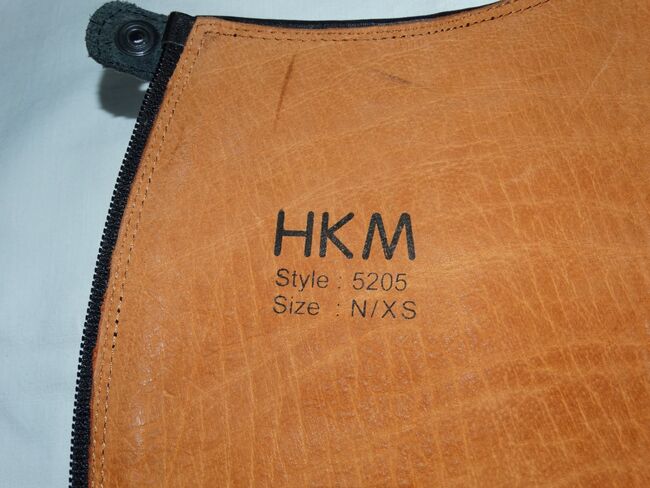 HKM
Style : 5205
Size : N/XS